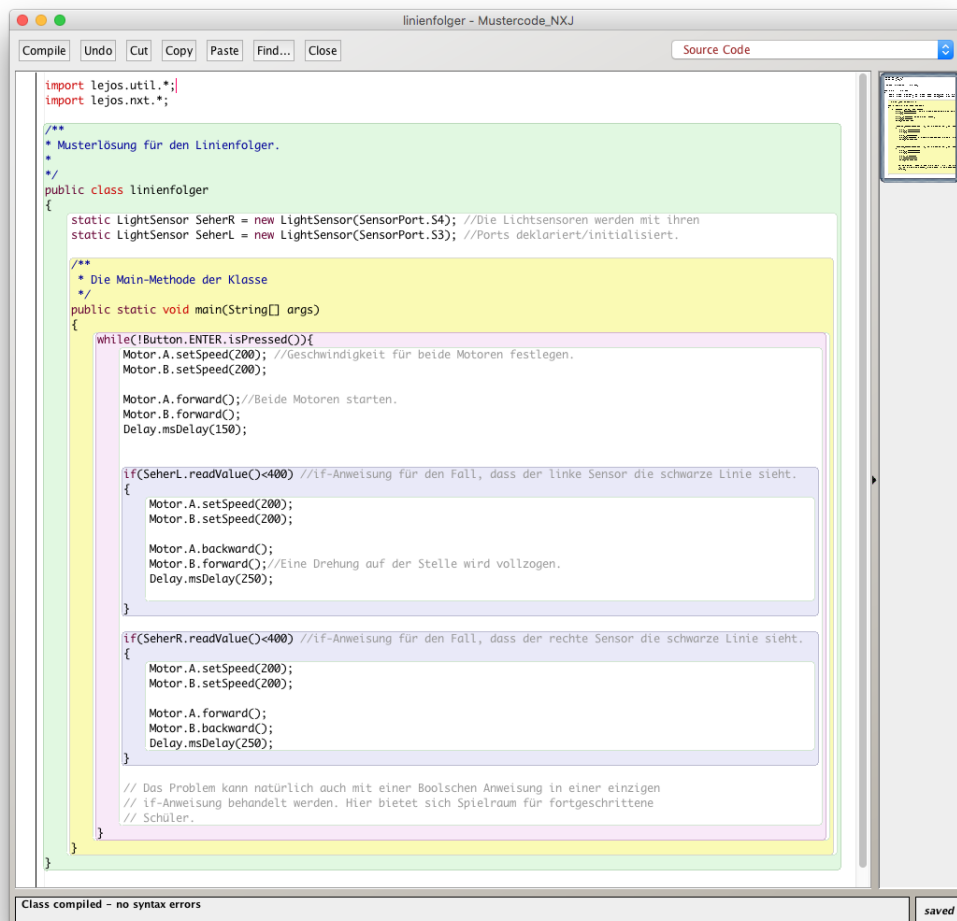 linienfolger - Mustercode_NXJ
Compile Undo Cut Copy Paste Find... Close Source Code
import lejos.util.*;
import lejos.nxt.*;
/**
* Musterlösung für den Linienfolger.
*
*/
public class linienfolger
{
static LightSensor SeherR = new LightSensor(SensorPort.S4); //Die Lichtsensoren werden mit ihren
static LightSensor SeherL = new LightSensor(SensorPort.S3); //Ports deklariert/initialisiert.
/**
* Die Main-Methode der Klasse
*/
public static void main(String[] args)
{
while(!Button.ENTER.isPressed()){
Motor.A.setSpeed(200); //Geschwindigkeit für beide Motoren festlegen.
Motor.B.setSpeed(200);
Motor.A.forward();//Beide Motoren starten.
Motor.B.forward();
Delay.msDelay(150);
if(SeherL.readValue()<400) //if-Anweisung für den Fall, dass der linke Sensor die schwarze Linie sieht.
{
Motor.A.setSpeed(200);
Motor.B.setSpeed(200);
Motor.A.backward();
Motor.B.forward();//Eine Drehung auf der Stelle wird vollzogen.
Delay.msDelay(250);
}
if(SeherR.readValue()<400) //if-Anweisung für den Fall, dass der rechte Sensor die schwarze Linie sieht.
{
Motor.A.setSpeed(200);
Motor.B.setSpeed(200);
Motor.A.forward();
Motor.B.backward();
Delay.msDelay(250);
}
// Das Problem kann natürlich auch mit einer Boolschen Anweisung in einer einzigen
// if-Anweisung behandelt werden. Hier bietet sich Spielraum für fortgeschrittene
// Schüler.
}
}
}
Class compiled - no syntax errors
saved